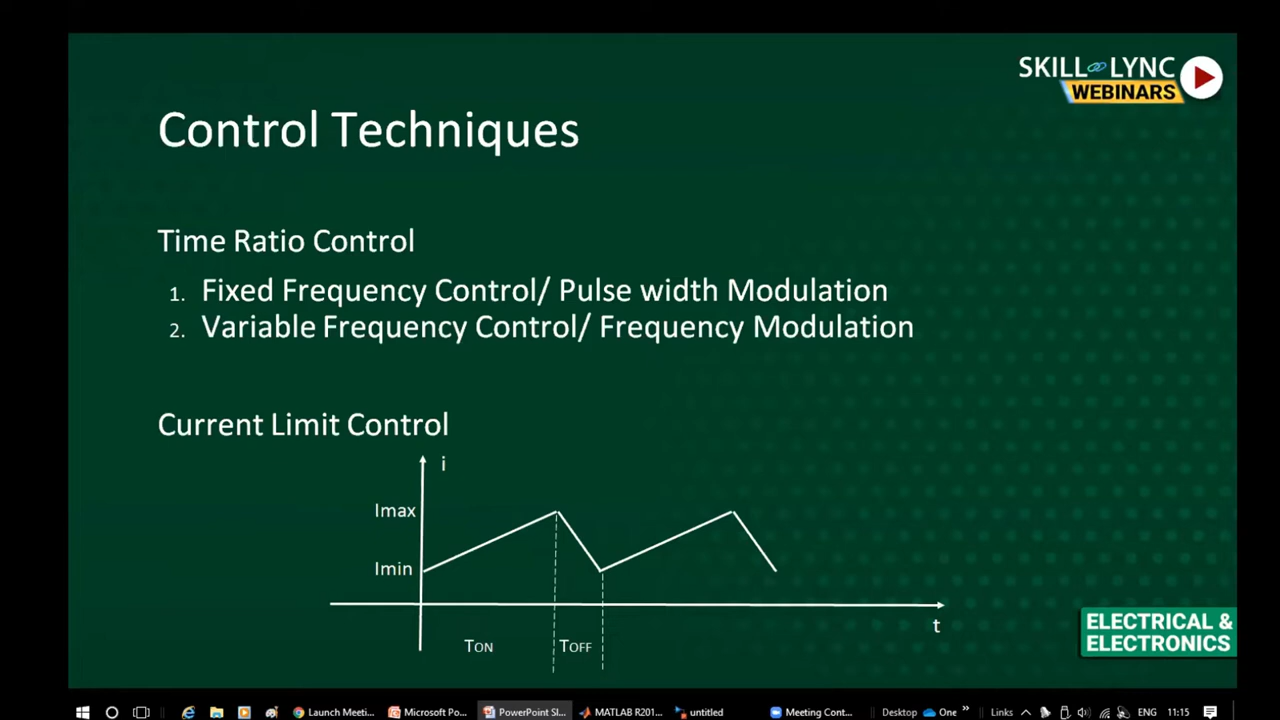 SKILL LYNC
WEBINARS
Control Techniques
Time Ratio Control
1. Fixed Frequency Control/ Pulse width Modulation
2. Variable Frequency Control/ Frequency Modulation
Current Limit Control
i
Imax
Imin
t
TON TOFF
ELECTRICAL &
ELECTRONICS
Launch Meeti... Microsoft Po... PowerPoint Sl... MATLAB R201... untitled Meeting Cont... Desktop One » Links ENG 11:15